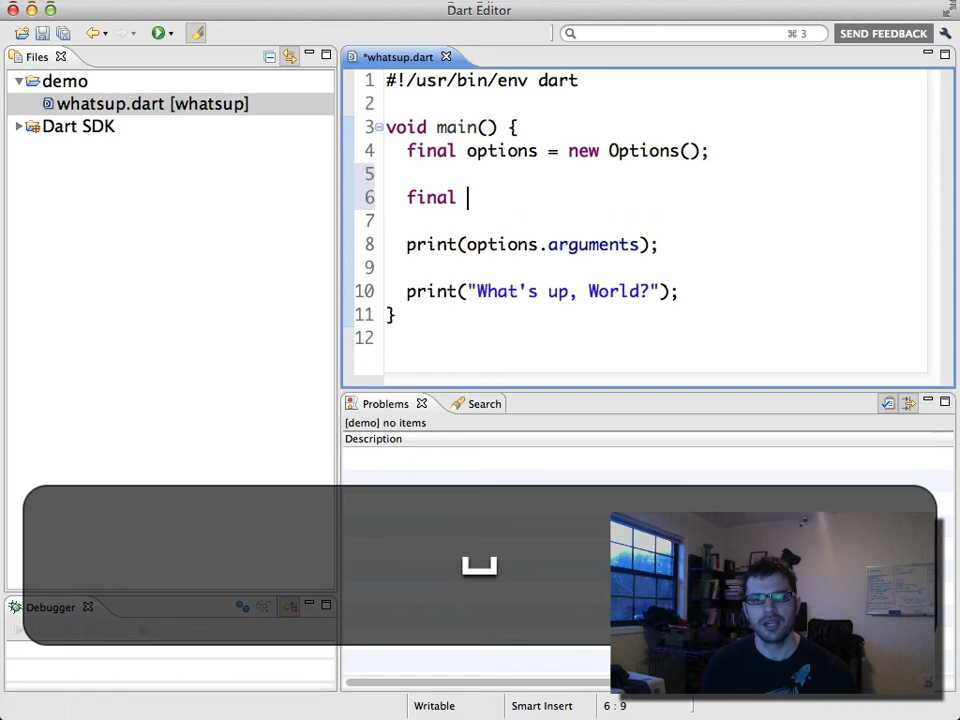 Dart Editor
⌘ 3
SEND FEEDBACK
Files
*whatsup.dart
demo
whatsup.dart [whatsup]
Dart SDK
1 #!/usr/bin/env dart
2
3 void main() {
4 final options = new Options();
5
6 final
7
8 print(options.arguments);
9
10 print("What's up, World?");
11 }
12
Problems
Search
[demo] no items
Description
Debugger
Writable
Smart Insert
6 : 9